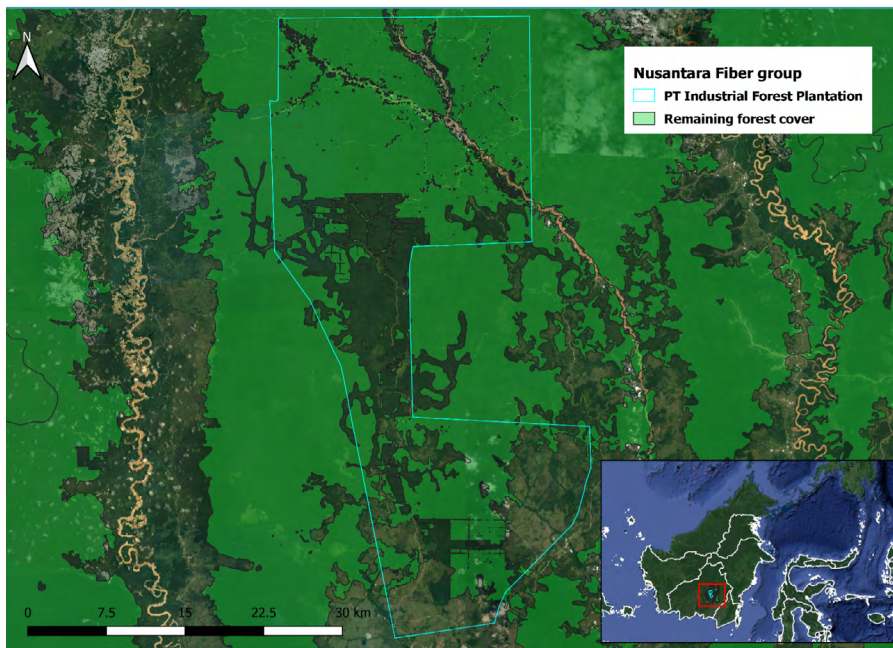 N
Nusantara Fiber group
PT Industrial Forest Plantation
Remaining forest cover
0 7.5 15 22.5 30 km